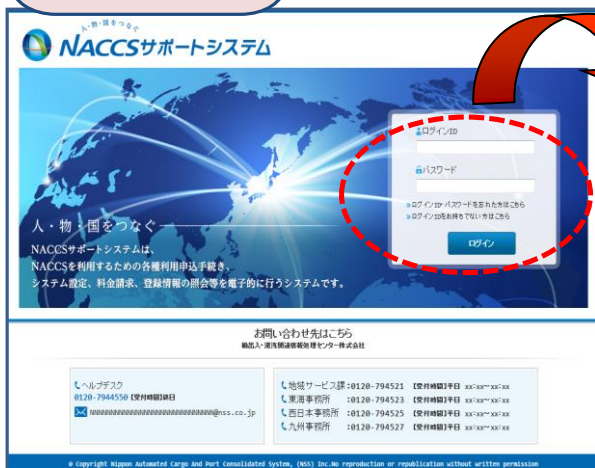 人・物・国をつなぐ
NACCSサポートシステム
ログインID
パスワード
ログインID・パスワードを忘れた方はこちら
ログインIDをお持ちでない方はこちら
ログイン
人・物・国をつなぐ
NACCSサポートシステムは、
NACCSを利用するための各種利用申込手続き、
システム設定、料金請求、登録情報の照会等を電子的に行うシステムです。
お問い合わせ先はこちら
輸出入・港湾関連情報処理センター株式会社
ヘルプデスク
0120-7944550 【受付時間】終日
@nss.co.jp
地域サービス課:0120-794521 【受付時間】平日 xx:xx～xx:xx
東海事務所 :0120-794523 【受付時間】平日 xx:xx～xx:xx
西日本事務所 :0120-794525 【受付時間】平日 xx:xx～xx:xx
九州事務所 :0120-794527 【受付時間】平日 xx:xx～xx:xx
© Copyright Nippon Automated Cargo And Port Consolidated System, (NSS) Inc.No reproduction or republication without written permission